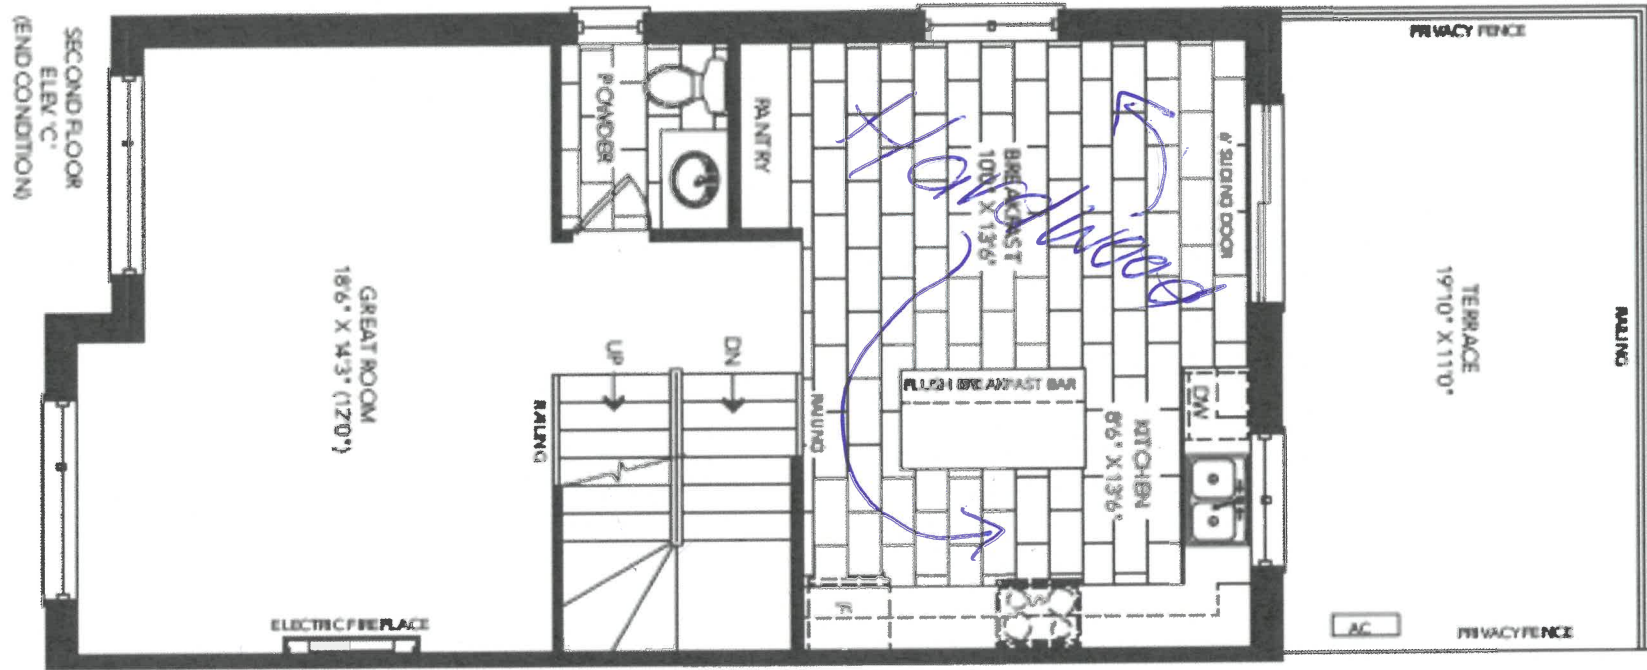 SECOND FLOOR
ELEV. 'C'
(END CONDITION)
GREAT ROOM
18'6" X 14'3" (12'0")
ELECTRIC FIREPLACE
POWDER
PANTRY
UP
DN
RAILING
RAILING
BREAKFAST
10'0" X 13'6"
Hardwood
6' SLIDING DOOR
FLUSH BREAKFAST BAR
KITCHEN
8'6" X 13'6"
DW
F
TERRACE
19'10" X 11'0"
PRIVACY FENCE
RAILING
AC
PRIVACY FENCE